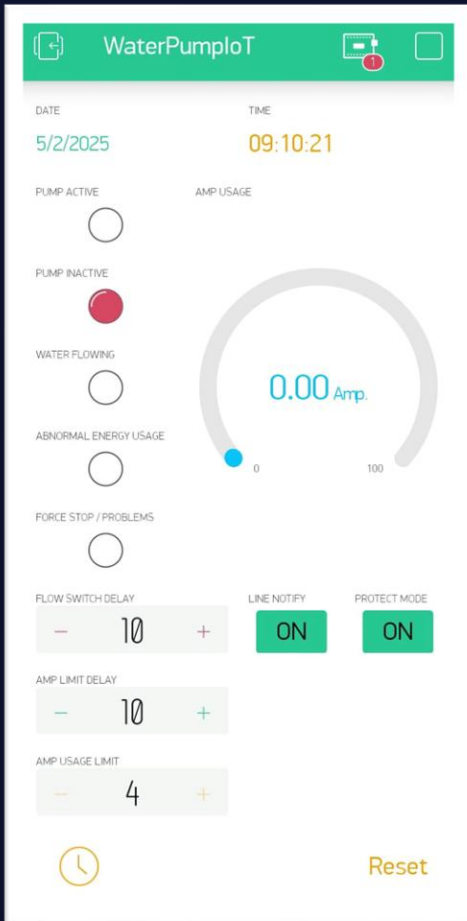 WaterPumpIoT
1
DATE
TIME
5/2/2025
09:10:21
PUMP ACTIVE
AMP USAGE
PUMP INACTIVE
WATER FLOWING
0.00 Amp.
ABNORMAL ENERGY USAGE
0
100
FORCE STOP / PROBLEMS
FLOW SWITCH DELAY
LINE NOTIFY
PROTECT MODE
− 10 +
ON
ON
AMP LIMIT DELAY
− 10 +
AMP USAGE LIMIT
− 4 +
Reset